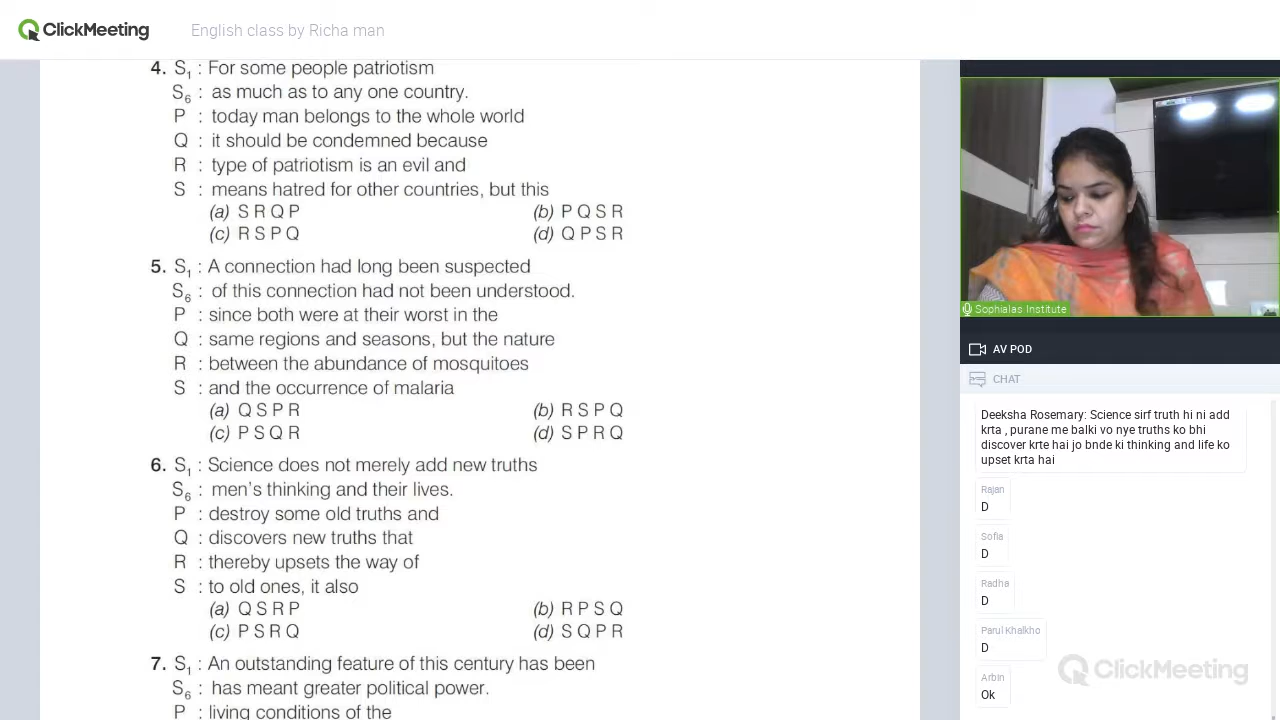 ClickMeeting
English class by Richa man
4. S1 : For some people patriotism
S6 : as much as to any one country.
P : today man belongs to the whole world
Q : it should be condemned because
R : type of patriotism is an evil and
S : means hatred for other countries, but this
(a) S R Q P (b) P Q S R
(c) R S P Q (d) Q P S R
5. S1 : A connection had long been suspected
S6 : of this connection had not been understood.
P : since both were at their worst in the
Q : same regions and seasons, but the nature
R : between the abundance of mosquitoes
S : and the occurrence of malaria
(a) Q S P R (b) R S P Q
(c) P S Q R (d) S P R Q
6. S1 : Science does not merely add new truths
S6 : men's thinking and their lives.
P : destroy some old truths and
Q : discovers new truths that
R : thereby upsets the way of
S : to old ones, it also
(a) Q S R P (b) R P S Q
(c) P S R Q (d) S Q P R
7. S1 : An outstanding feature of this century has been
S6 : has meant greater political power.
P : living conditions of the
Sophialas Institute
AV POD
CHAT
Deeksha Rosemary: Science sirf truth hi ni add
krta , purane me balki vo nye truths ko bhi
discover krte hai jo bnde ki thinking and life ko
upset krta hai
Rajan
D
Sofia
D
Radha
D
Parul Khalkho
D
Arbin
Ok
ClickMeeting